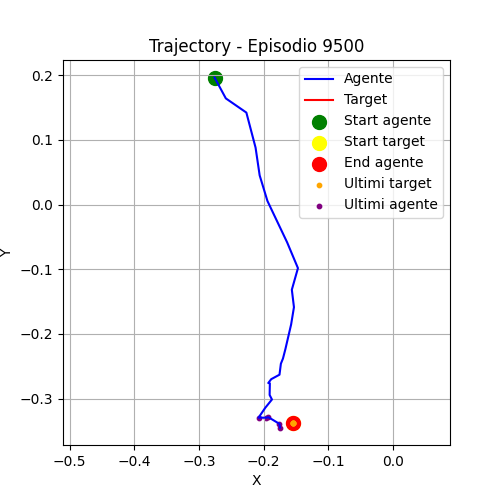 Trajectory - Episodio 9500
Agente
Target
Start agente
Start target
End agente
Ultimi target
Ultimi agente
0.2
0.1
0.0
−0.1
−0.2
−0.3
Y
−0.5
−0.4
−0.3
−0.2
−0.1
0.0
X